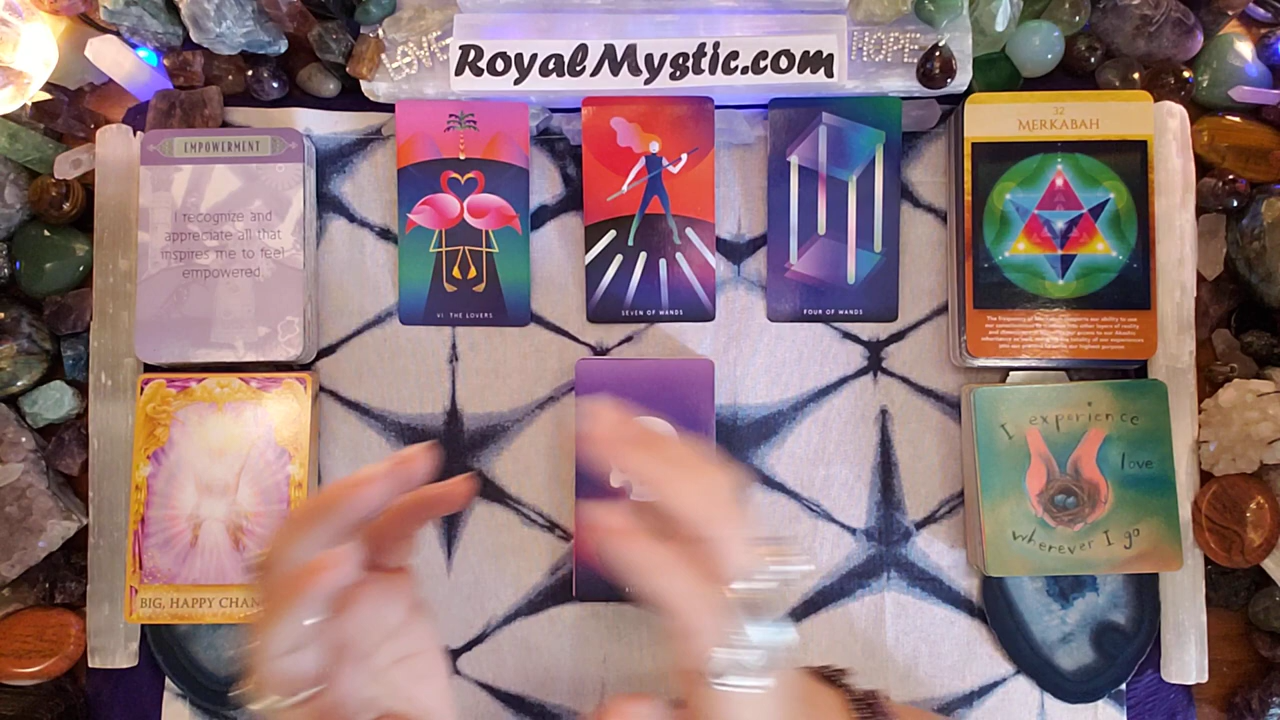 LOVE
HOPE
RoyalMystic.com
EMPOWERMENT
I recognize and
appreciate all that
inspires me to feel
empowered.
VI THE LOVERS
SEVEN OF WANDS
FOUR OF WANDS
32
MERKABAH
BIG, HAPPY CHAN
I experience
love
wherever I go